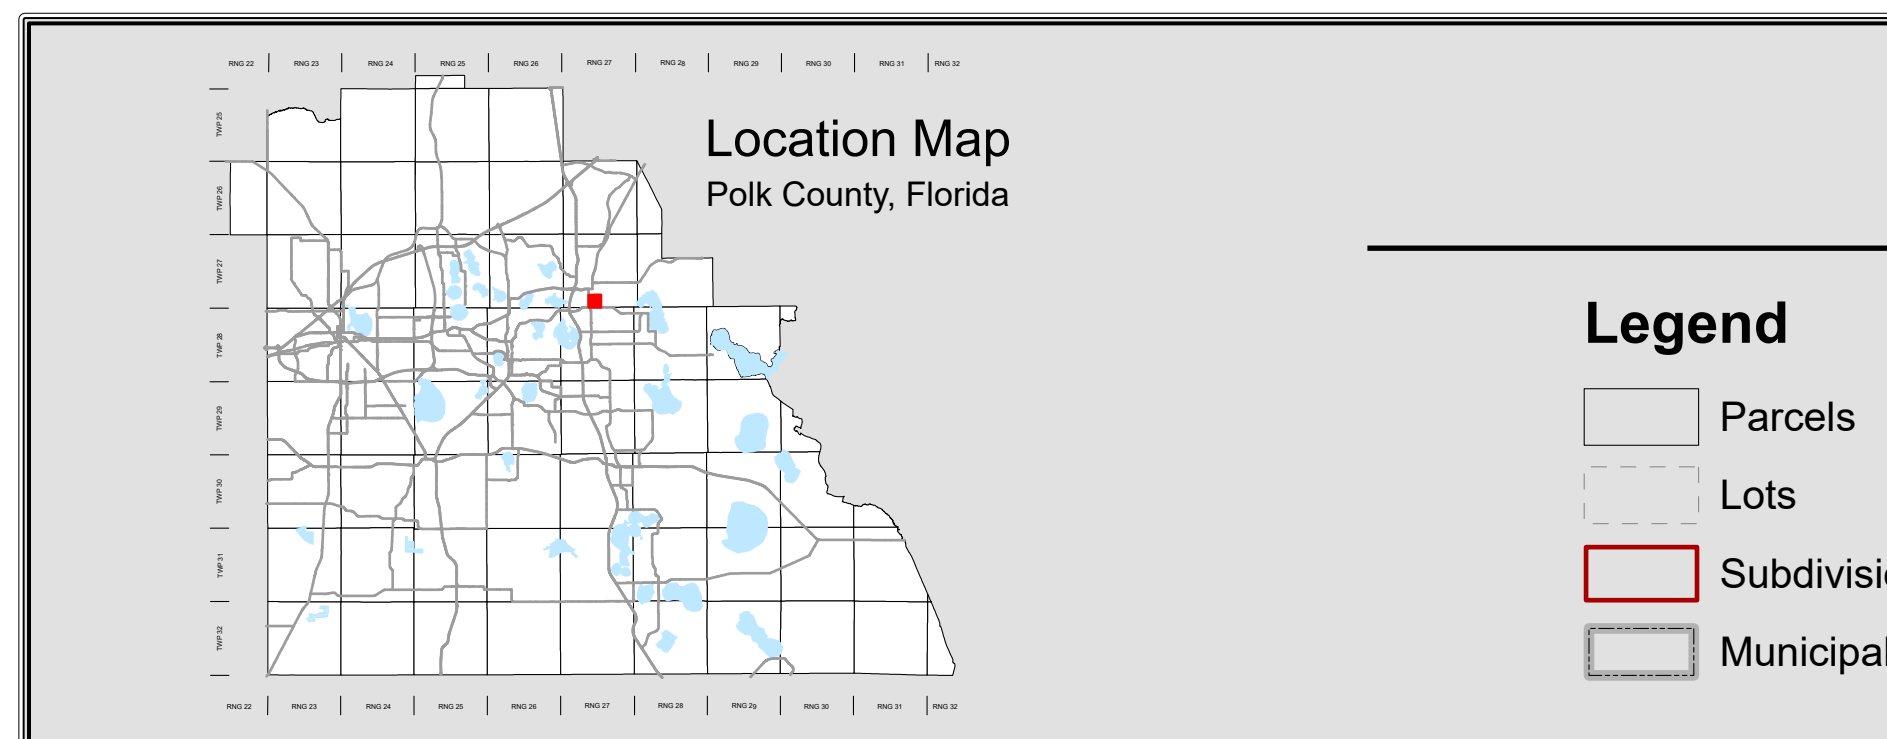 RNG 22 RNG 23 RNG 24 RNG 25 RNG 26 RNG 27 RNG 28 RNG 29 RNG 30 RNG 31 RNG 32
TWP 25
TWP 26
TWP 27
TWP 28
TWP 29
TWP 30
TWP 31
TWP 32
Location Map
Polk County, Florida
RNG 22 RNG 23 RNG 24 RNG 25 RNG 26 RNG 27 RNG 28 RNG 29 RNG 30 RNG 31 RNG 32
Legend
Parcels
Lots
Subdivisi
Municipal